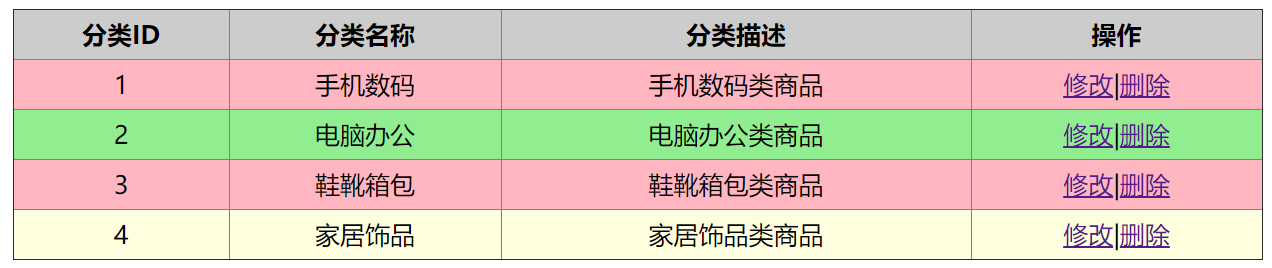 分类ID 分类名称 分类描述 操作
1 手机数码 手机数码类商品 修改|删除
2 电脑办公 电脑办公类商品 修改|删除
3 鞋靴箱包 鞋靴箱包类商品 修改|删除
4 家居饰品 家居饰品类商品 修改|删除